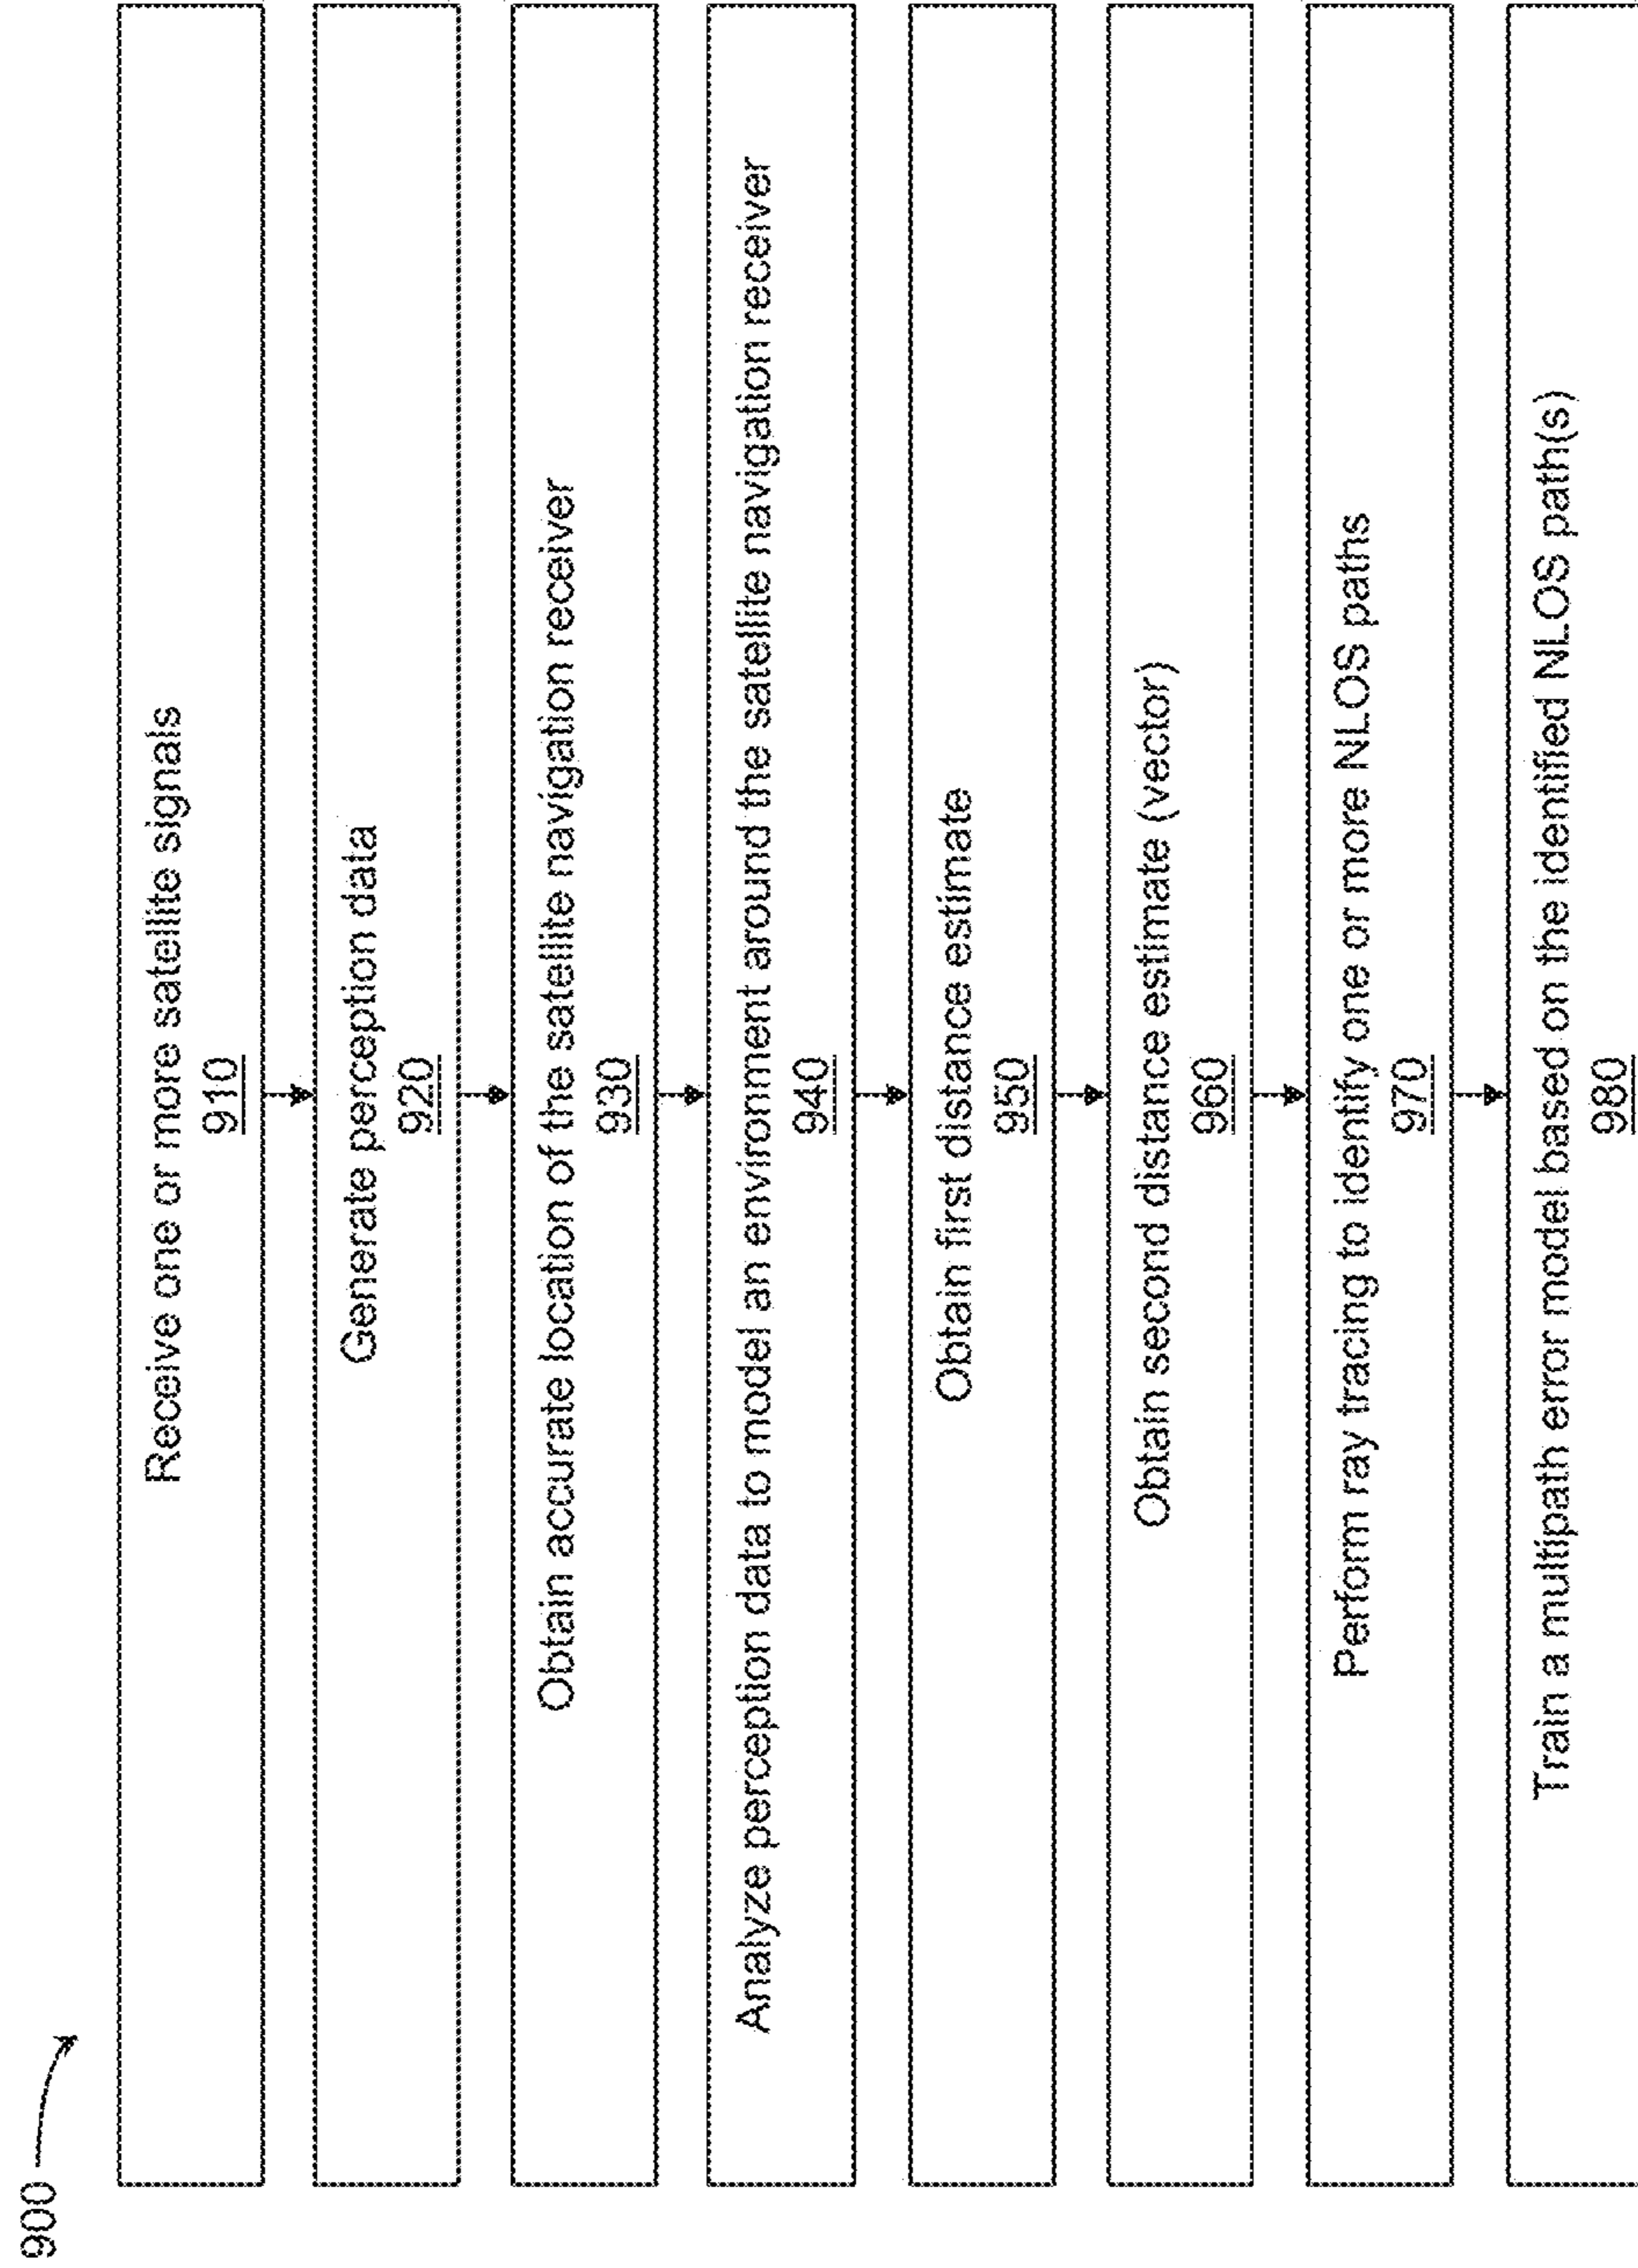 900
Receive one or more satellite signals
910
Generate perception data
920
Obtain accurate location of the satellite navigation receiver
930
Analyze perception data to model an environment around the satellite navigation receiver
940
Obtain first distance estimate
950
Obtain second distance estimate (vector)
960
Perform ray tracing to identify one or more NLOS paths
970
Train a multipath error model based on the identified NLOS path(s)
980